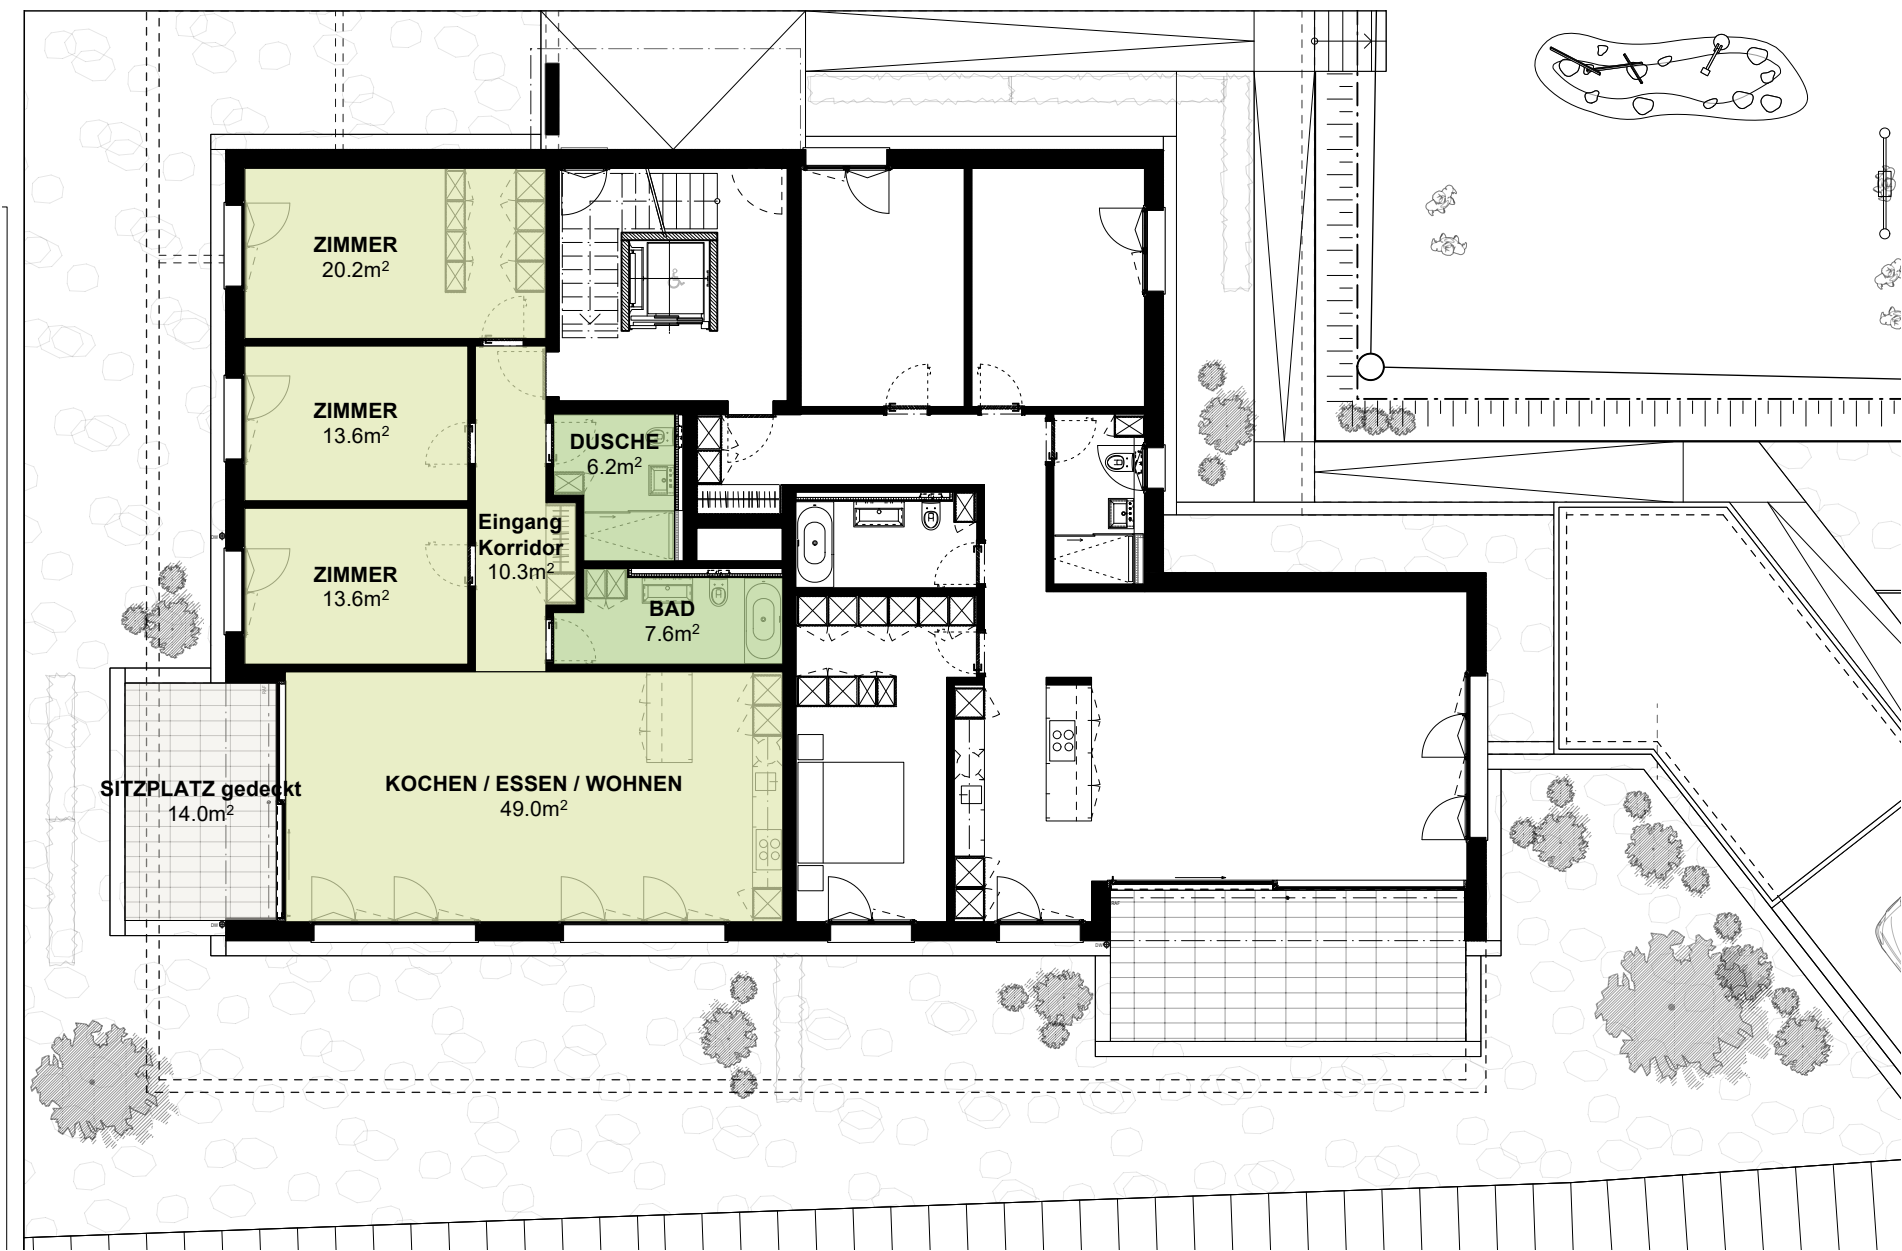 ZIMMER
20.2m²
ZIMMER
13.6m²
DUSCHE
6.2m²
Eingang
Korridor
10.3m²
ZIMMER
13.6m²
BAD
7.6m²
KOCHEN / ESSEN / WOHNEN
49.0m²
SITZPLATZ gedeckt
14.0m²